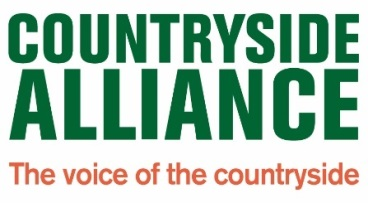 COUNTRYSIDE
ALLIANCE
The voice of the countryside